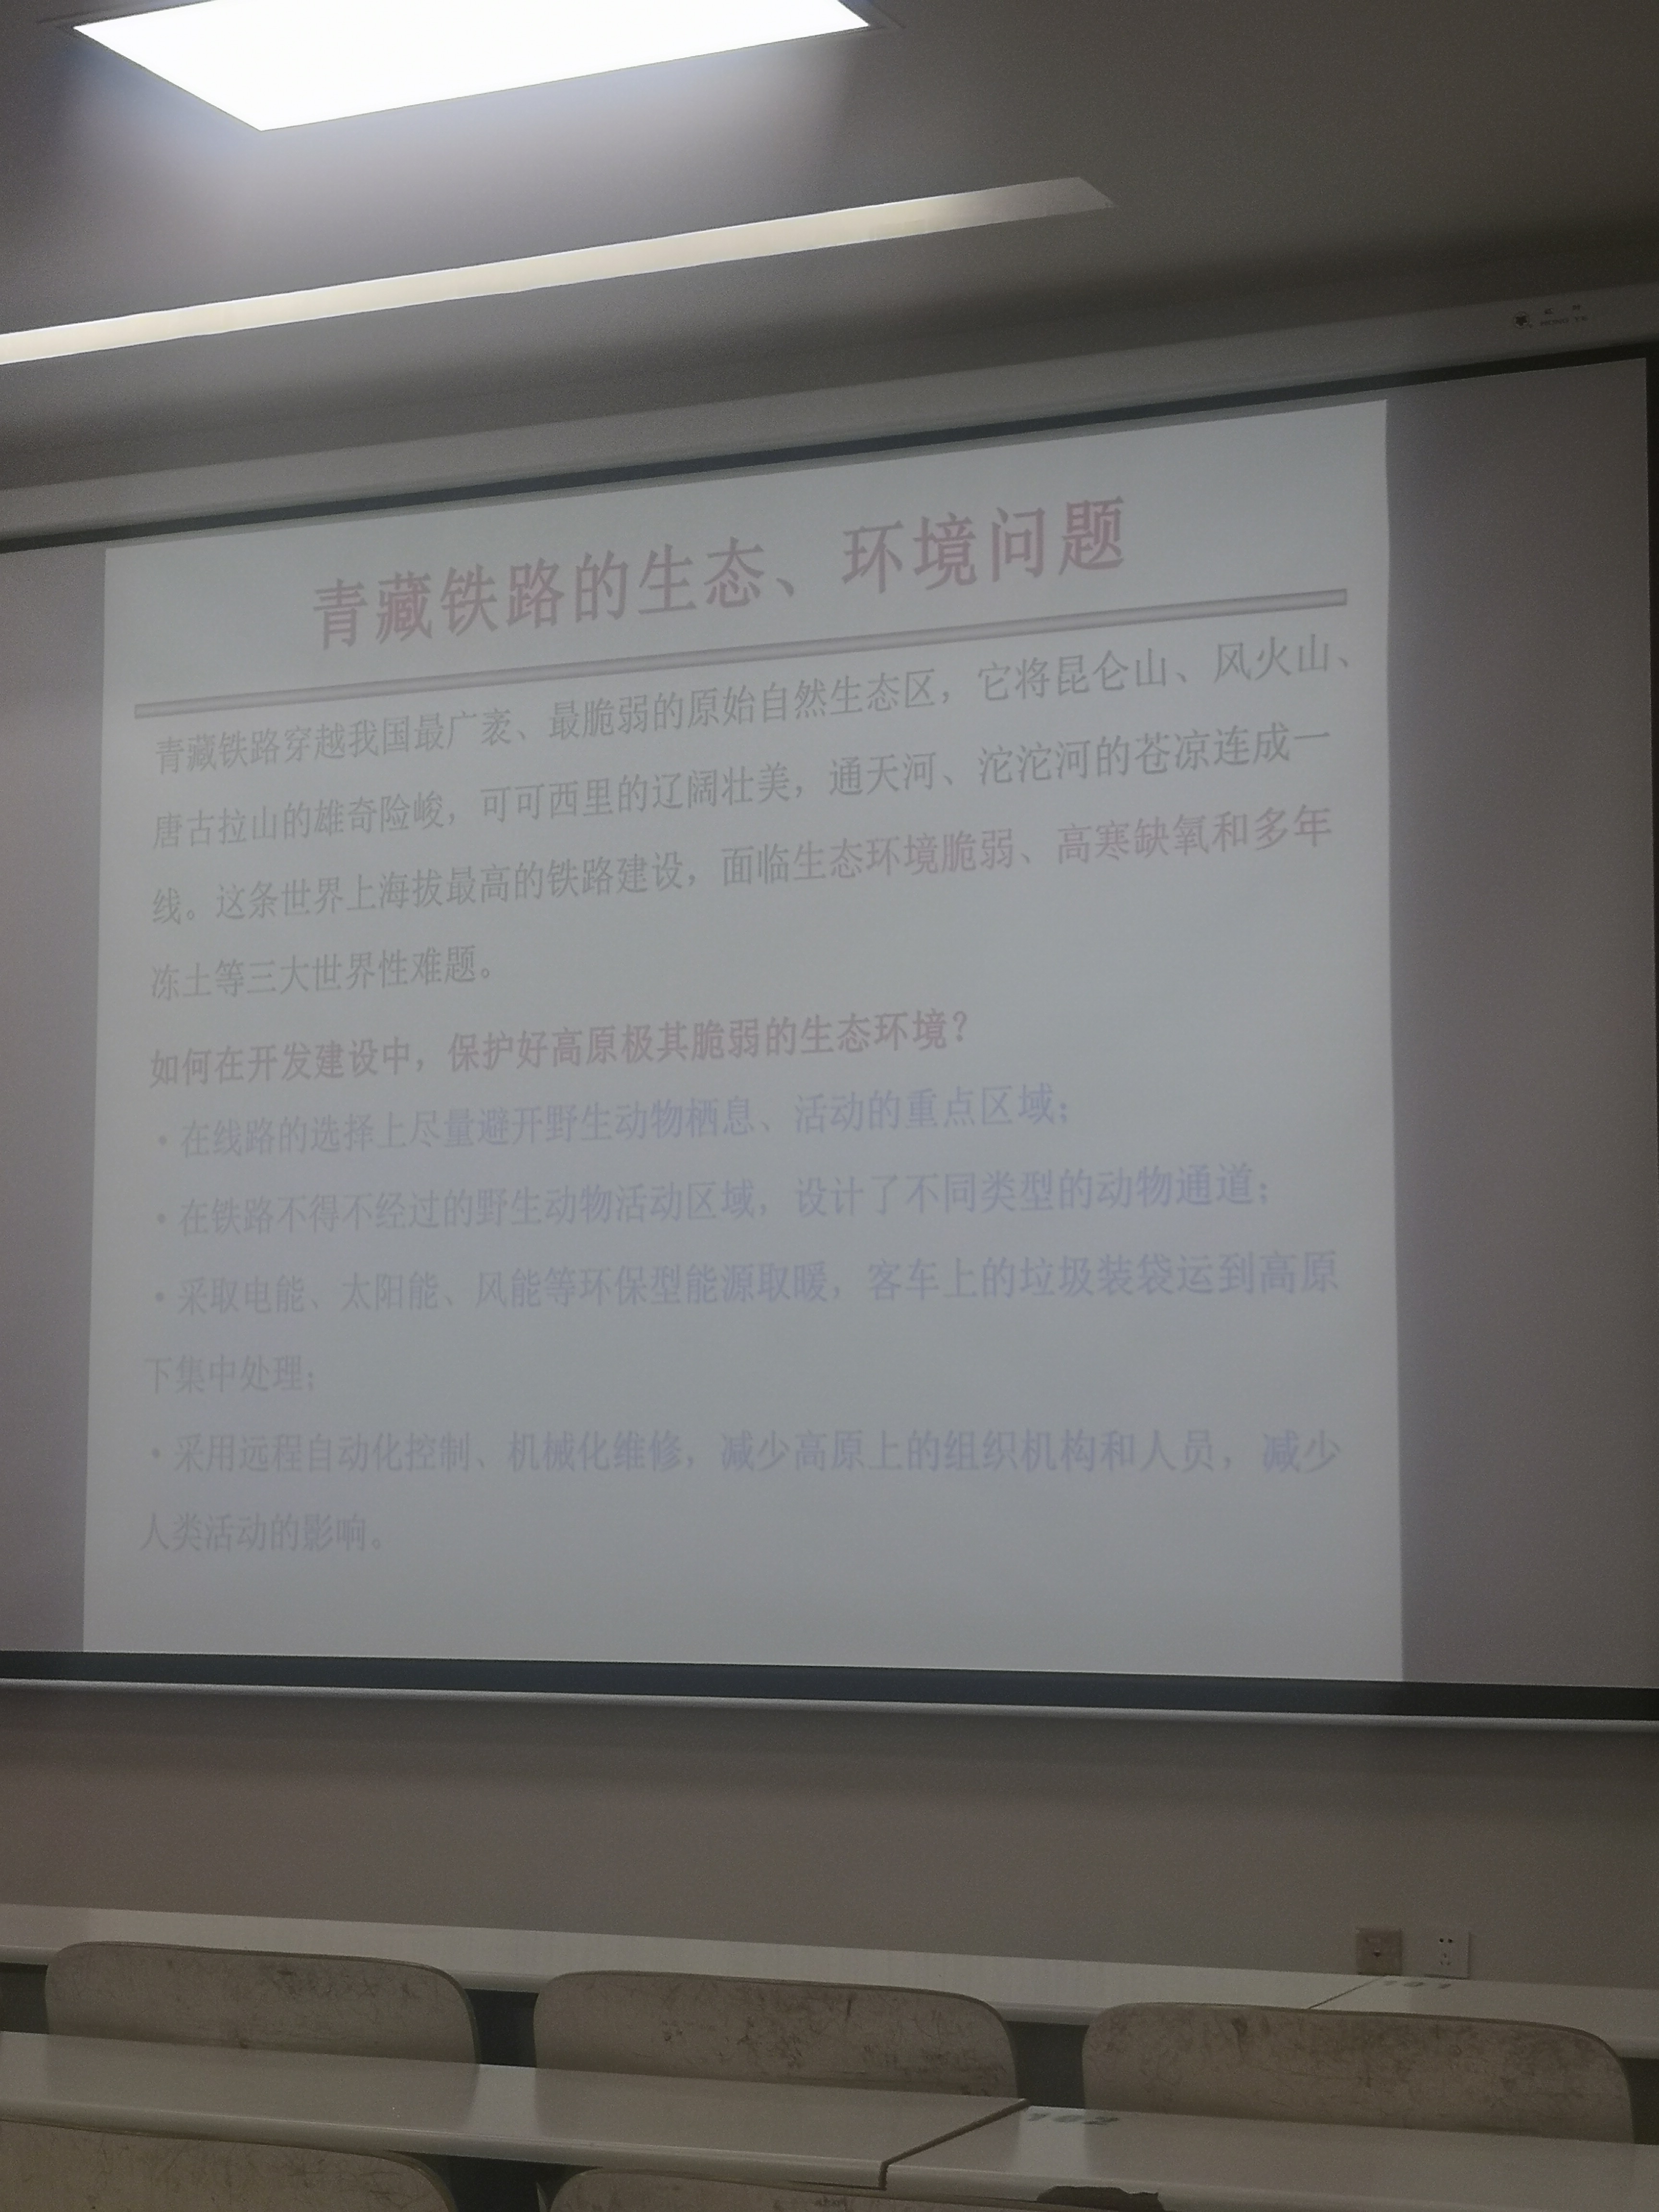 青藏铁路的生态、环境问题
青藏铁路穿越我国最广袤、最脆弱的原始自然生态区，它将昆仑山、风火山、
唐古拉山的雄奇险峻，可可西里的辽阔壮美，通天河、沱沱河的苍凉连成一
线。这条世界上海拔最高的铁路建设，面临生态环境脆弱、高寒缺氧和多年
冻土等三大世界性难题。
如何在开发建设中，保护好高原极其脆弱的生态环境？
·在线路的选择上尽量避开野生动物栖息、活动的重点区域；
·在铁路不得不经过的野生动物活动区域，设计了不同类型的动物通道；
·采取电能、太阳能、风能等环保型能源取暖，客车上的垃圾装袋运到高原
下集中处理；
·采用远程自动化控制、机械化维修，减少高原上的组织机构和人员，减少
人类活动的影响。
101
102